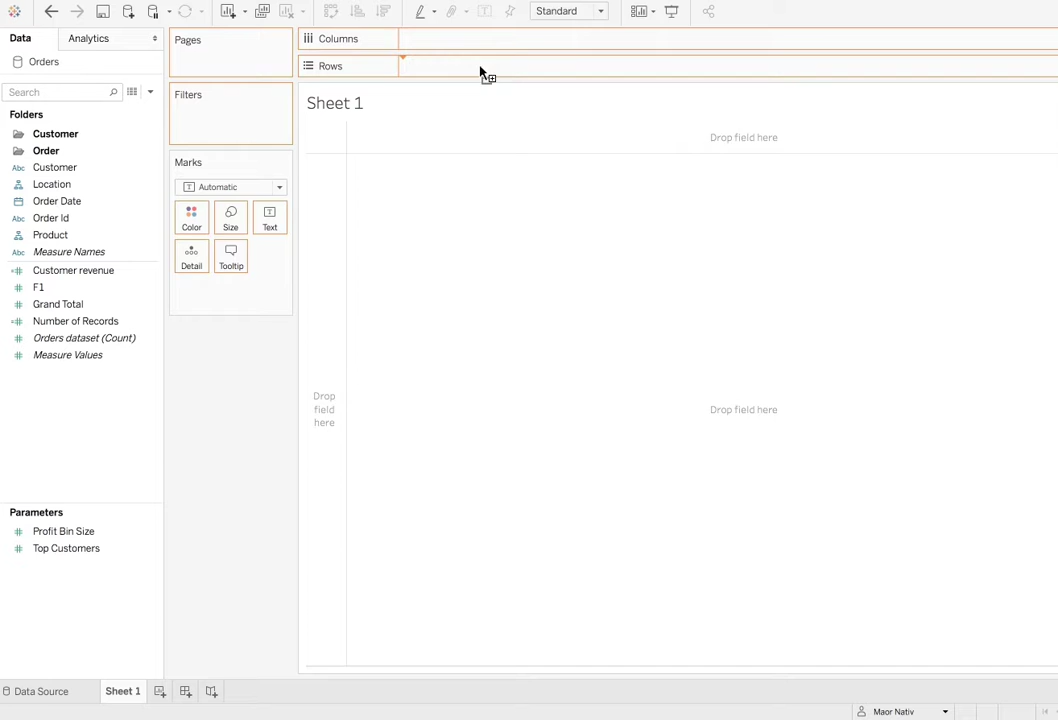 Standard
Data
Analytics
Pages
Columns
Rows
Orders
Search
Filters
Sheet 1
Folders
Customer
Order
Abc Customer
Location
Order Date
Abc Order Id
Product
Abc Measure Names
Customer revenue
F1
Grand Total
Number of Records
Orders dataset (Count)
Measure Values
Marks
Automatic
Color
Size
Text
Detail
Tooltip
Drop field here
Drop
field
here
Drop field here
Parameters
Profit Bin Size
Top Customers
Data Source
Sheet 1
Maor Nativ